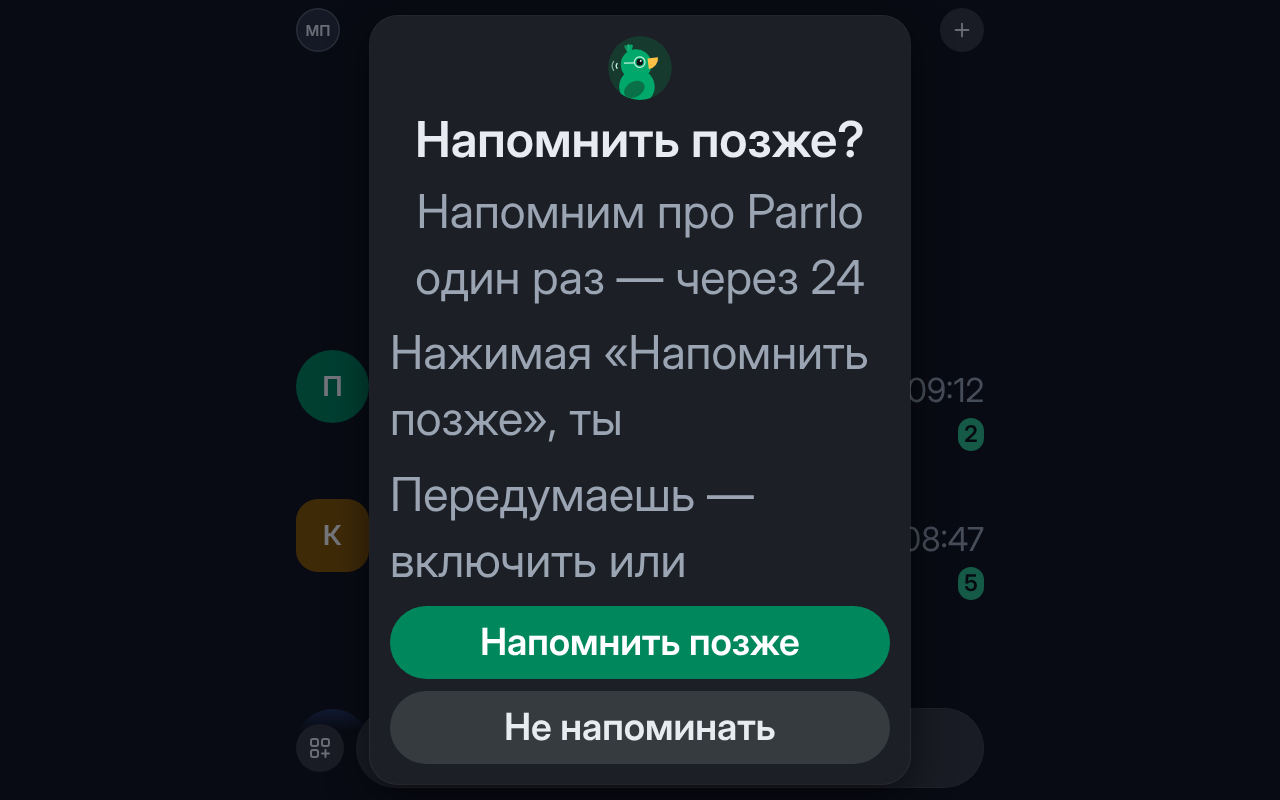 МП
Напомнить позже?
Напомним про Parrlo
один раз — через 24
Нажимая «Напомнить
позже», ты
Передумаешь —
включить или
Напомнить позже
Не напоминать
П
09:12
2
К
08:47
5